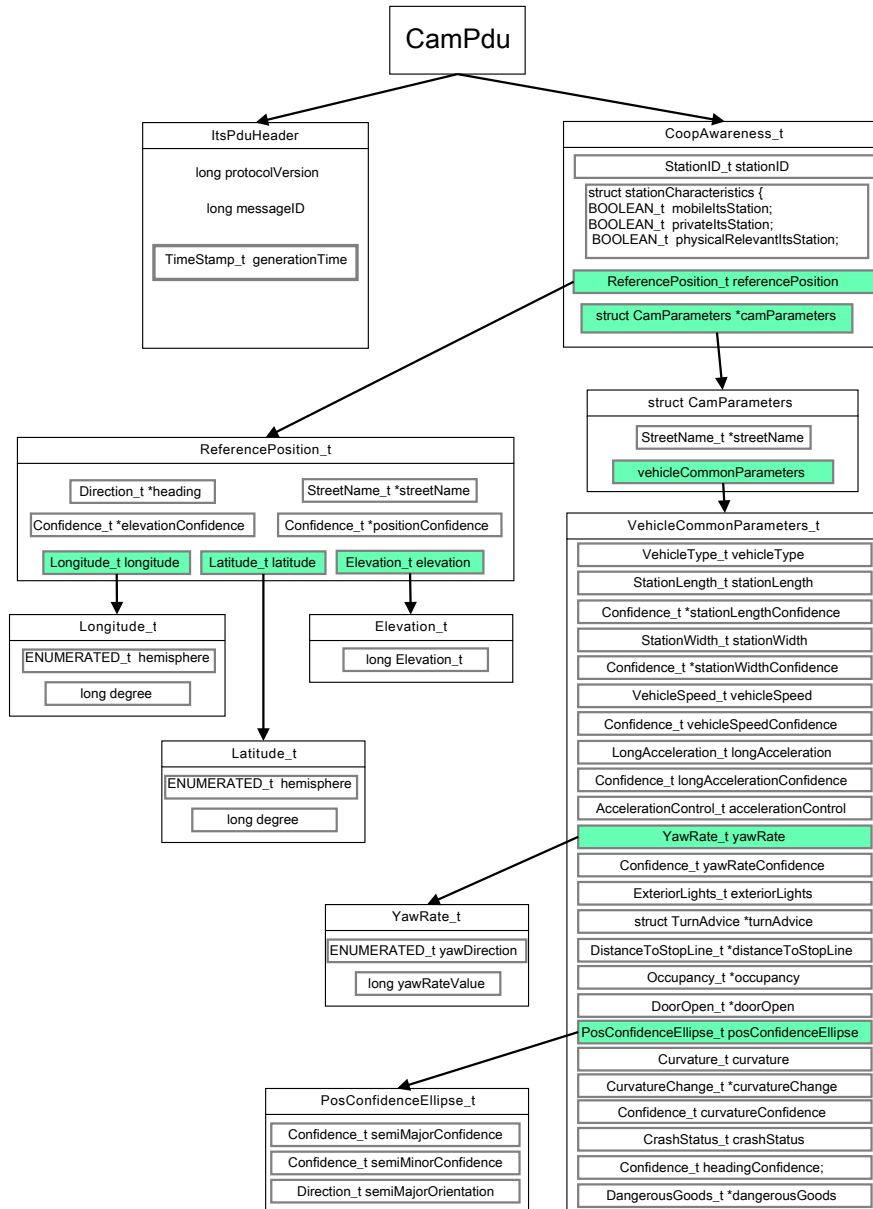 CamPdu
ItsPduHeader
long protocolVersion
long messageID
TimeStamp_t generationTime
CoopAwareness_t
StationID_t stationID
struct stationCharacteristics {
BOOLEAN_t mobileItsStation;
BOOLEAN_t privateItsStation;
BOOLEAN_t physicalRelevantItsStation;
ReferencePosition_t referencePosition
struct CamParameters *camParameters
struct CamParameters
StreetName_t *streetName
vehicleCommonParameters
ReferencePosition_t
Direction_t *heading
StreetName_t *streetName
Confidence_t *elevationConfidence
Confidence_t *positionConfidence
Longitude_t longitude
Latitude_t latitude
Elevation_t elevation
Longitude_t
ENUMERATED_t hemisphere
long degree
Elevation_t
long Elevation_t
Latitude_t
ENUMERATED_t hemisphere
long degree
VehicleCommonParameters_t
VehicleType_t vehicleType
StationLength_t stationLength
Confidence_t *stationLengthConfidence
StationWidth_t stationWidth
Confidence_t *stationWidthConfidence
VehicleSpeed_t vehicleSpeed
Confidence_t vehicleSpeedConfidence
LongAcceleration_t longAcceleration
Confidence_t longAccelerationConfidence
AccelerationControl_t accelerationControl
YawRate_t yawRate
Confidence_t yawRateConfidence
ExteriorLights_t exteriorLights
struct TurnAdvice *turnAdvice
DistanceToStopLine_t *distanceToStopLine
Occupancy_t *occupancy
DoorOpen_t *doorOpen
PosConfidenceEllipse_t posConfidenceEllipse
Curvature_t curvature
CurvatureChange_t *curvatureChange
Confidence_t curvatureConfidence
CrashStatus_t crashStatus
Confidence_t headingConfidence;
DangerousGoods_t *dangerousGoods
YawRate_t
ENUMERATED_t yawDirection
long yawRateValue
PosConfidenceEllipse_t
Confidence_t semiMajorConfidence
Confidence_t semiMinorConfidence
Direction_t semiMajorOrientation